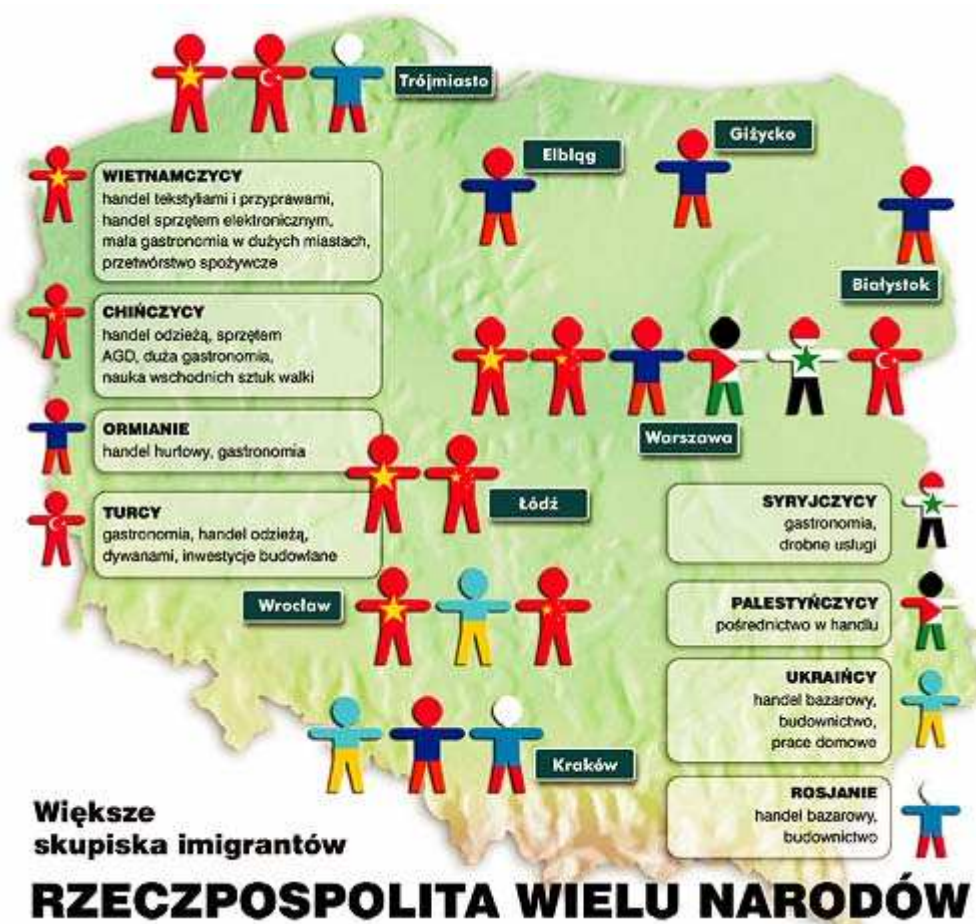 Trójmiasto
Elbląg
Giżycko
Białystok
WIETNAMCZYCY
handel tekstyliami i przyprawami,
handel sprzętem elektronicznym,
mała gastronomia w dużych miastach,
przetwórstwo spożywcze
CHIŃCZYCY
handel odzieżą, sprzętem
AGD, duża gastronomia,
nauka wschodnich sztuk walki
ORMIANIE
handel hurtowy, gastronomia
TURCY
gastronomia, handel odzieżą,
dywanami, inwestycje budowlane
Warszawa
Łódź
Wrocław
Kraków
SYRYJCZYCY
gastronomia,
drobne usługi
PALESTYŃCZYCY
pośrednictwo w handlu
UKRAIŃCY
handel bazarowy,
budownictwo,
prace domowe
ROSJANIE
handel bazarowy,
budownictwo
Większe
skupiska imigrantów
RZECZPOSPOLITA WIELU NARODÓW